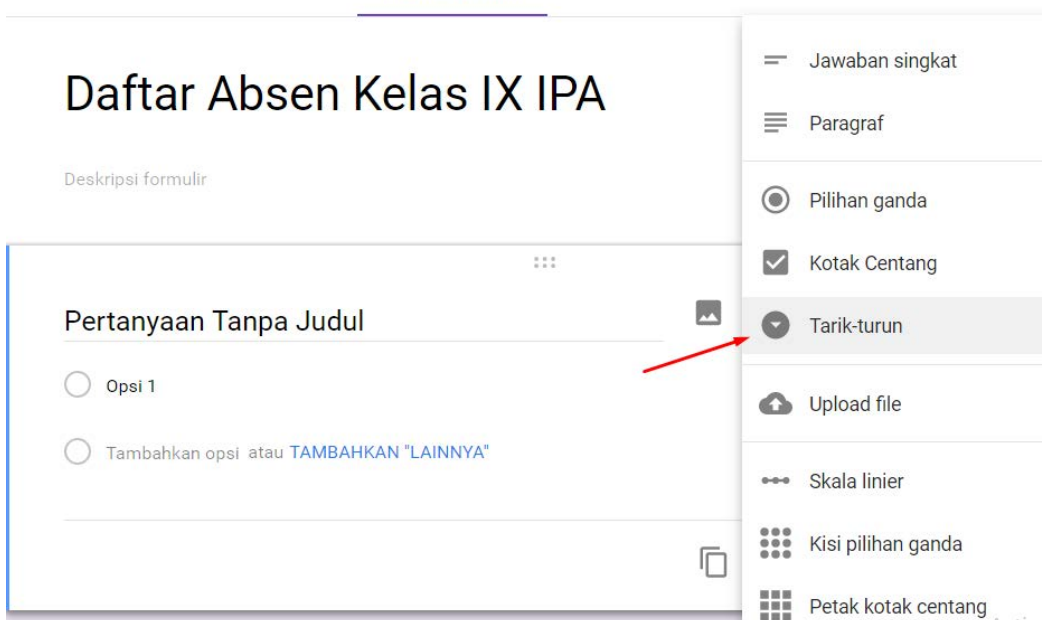 Daftar Absen Kelas IX IPA
Deskripsi formulir
Pertanyaan Tanpa Judul
Opsi 1
Tambahkan opsi atau TAMBAHKAN "LAINNYA"
Jawaban singkat
Paragraf
Pilihan ganda
Kotak Centang
Tarik-turun
Upload file
Skala linier
Kisi pilihan ganda
Petak kotak centang